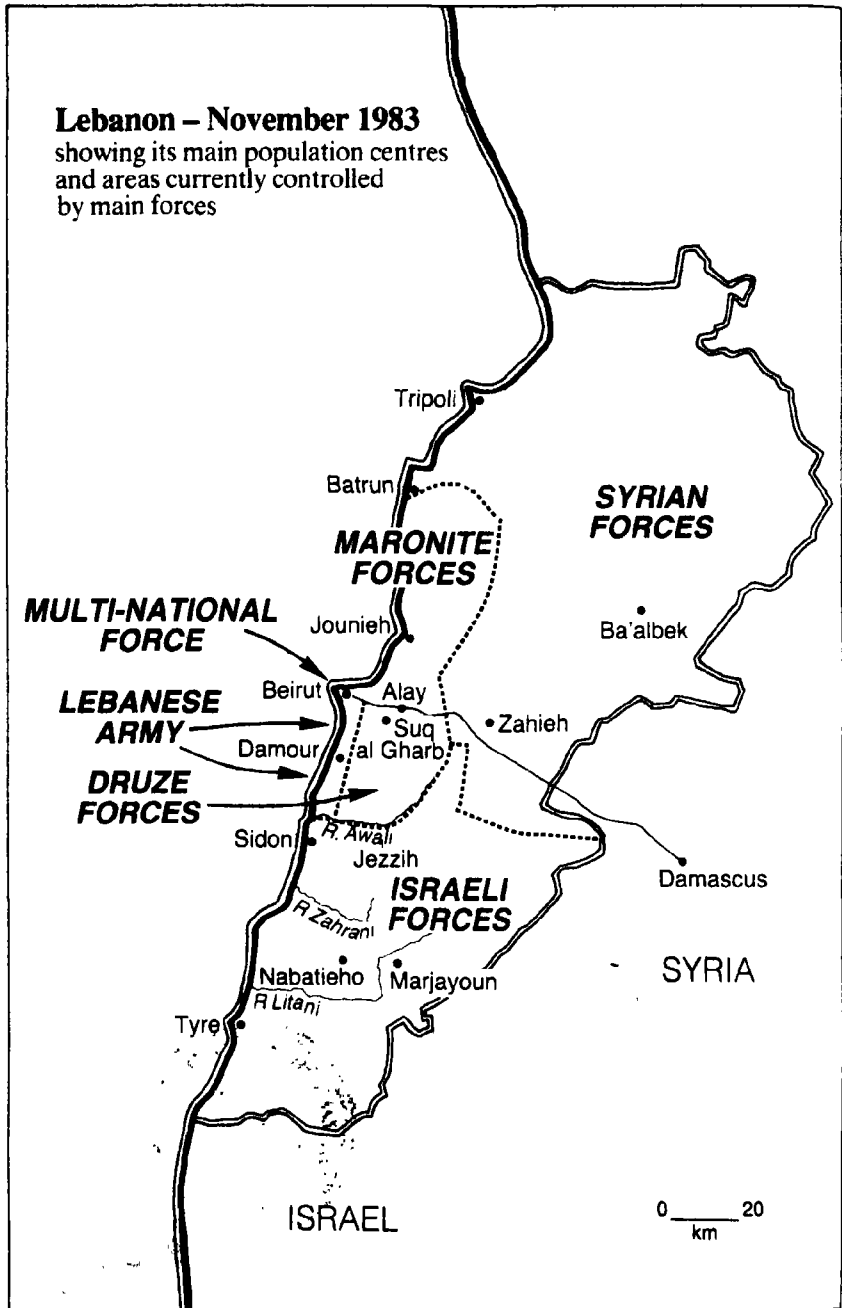 Lebanon – November 1983
showing its main population centres
and areas currently controlled
by main forces
Tripoli
Batrun
SYRIAN
FORCES
MARONITE
FORCES
MULTI-NATIONAL
FORCE
Jounieh
Ba'albek
Beirut
Alay
LEBANESE
ARMY
Suq
al Gharb
Zahieh
Damour
DRUZE
FORCES
R. Awali
Sidon
Jezzih
Damascus
ISRAELI
FORCES
R Zahrani
Nabatieho
Marjayoun
SYRIA
R Litani
Tyre
ISRAEL
0 20
km